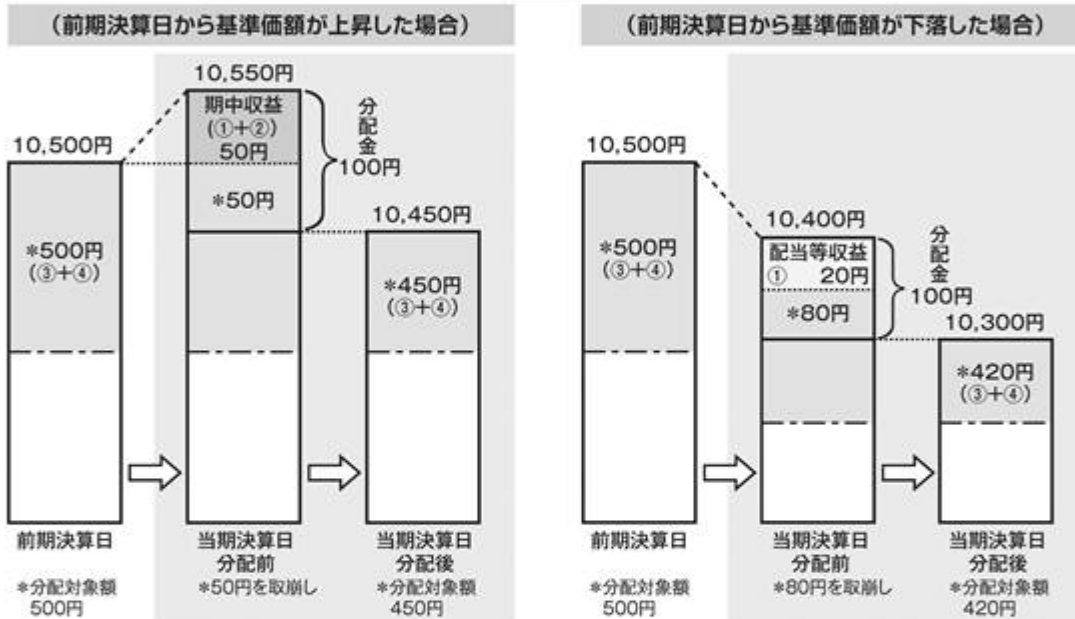 （前期決算日から基準価額が上昇した場合）
10,550円
期中収益
（①＋②）
50円
＊50円
分配金
100円
10,500円
＊500円
（③＋④）
10,450円
＊450円
（③＋④）
前期決算日
当期決算日
分配前
当期決算日
分配後
＊分配対象額
500円
＊50円を取崩し
＊分配対象額
450円
（前期決算日から基準価額が下落した場合）
10,500円
＊500円
（③＋④）
10,400円
配当等収益
① 20円
＊80円
分配金
100円
10,300円
＊420円
（③＋④）
前期決算日
当期決算日
分配前
当期決算日
分配後
＊分配対象額
500円
＊80円を取崩し
＊分配対象額
420円